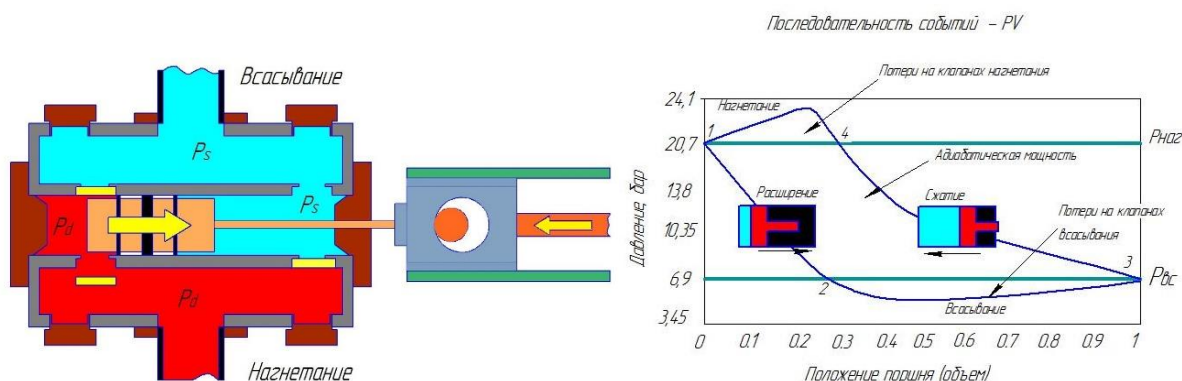 Всасывание
Ps
Ps
Pd
Pd
Нагнетание
Последовательность событий - PV
Потери на клапанах нагнетания
24,1
Нагнетание
1
4
20,7
Рнаг
Адиабатическая мощность
13,8
Расширение
Сжатие
Потери на клапанах
всасывания
10,35
Давление, бар
3
6,9
2
Рвс
Всасывание
3,45
0 0.1 0.2 0.3 0.4 0.5 0.6 0.7 0.8 0.9 1
Положение поршня (объем)